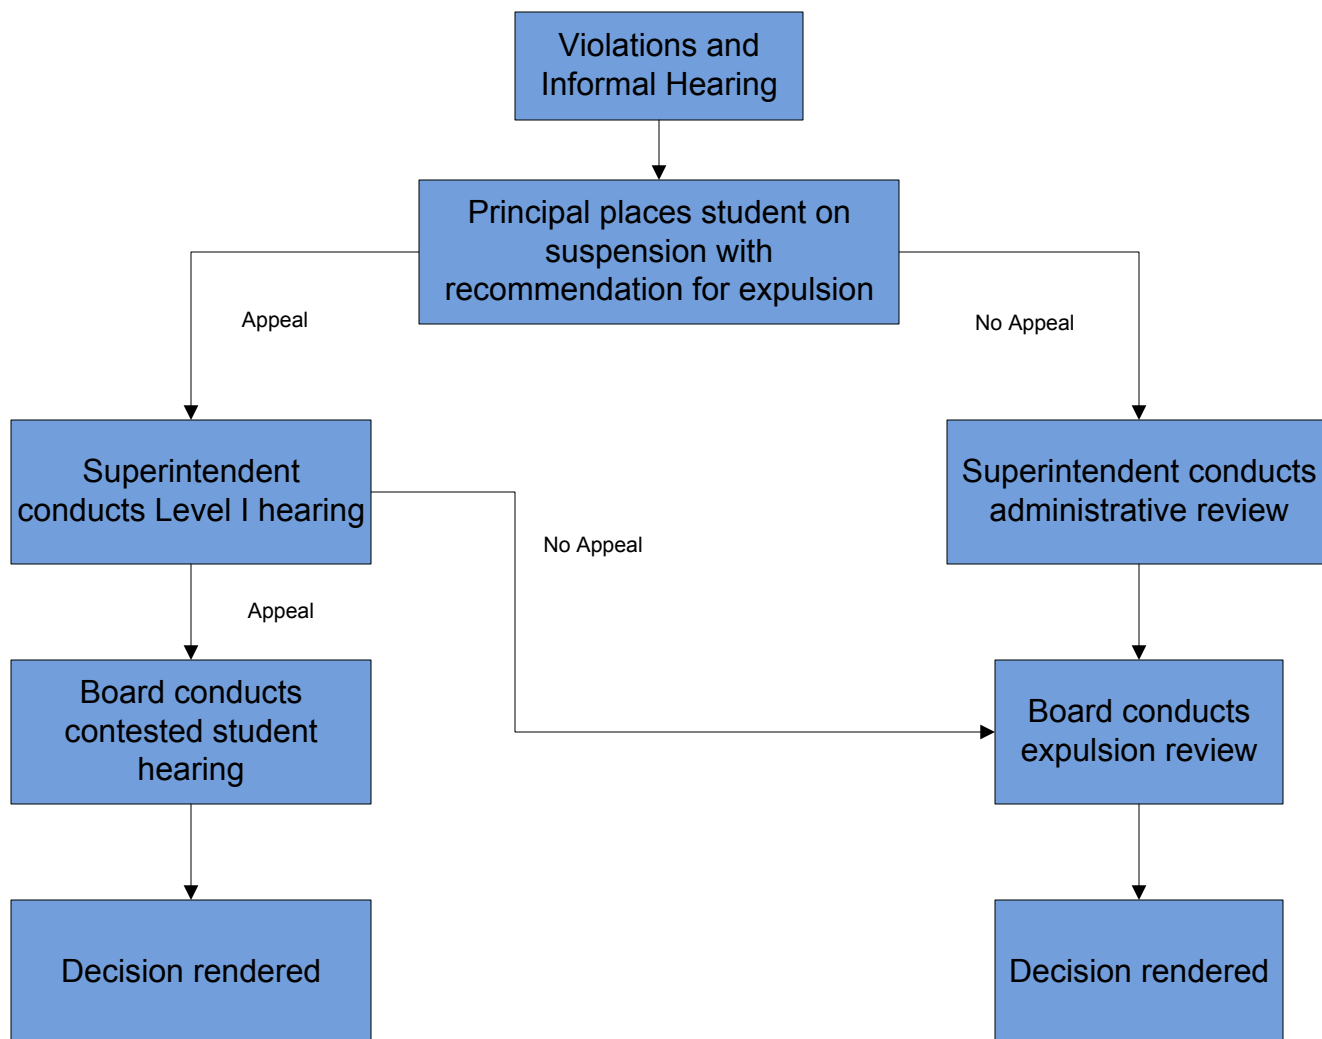 Violations and
Informal Hearing
Principal places student on
suspension with
recommendation for expulsion
Appeal
No Appeal
Superintendent
conducts Level I hearing
Superintendent conducts
administrative review
No Appeal
Appeal
Board conducts
contested student
hearing
Board conducts
expulsion review
Decision rendered
Decision rendered